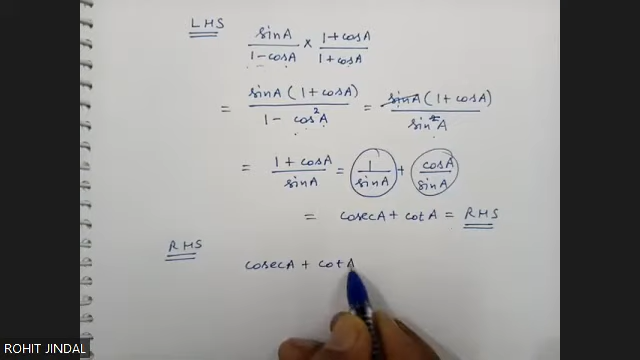 LHS
sinA/(1-cosA) × (1+cosA)/(1+cosA)
= sinA(1+cosA)/(1-cos²A) = sinA(1+cosA)/sin²A
= (1+cosA)/sinA = 1/sinA + cosA/sinA
= cosecA + cotA = RHS
RHS
cosecA + cotA
ROHIT JINDAL